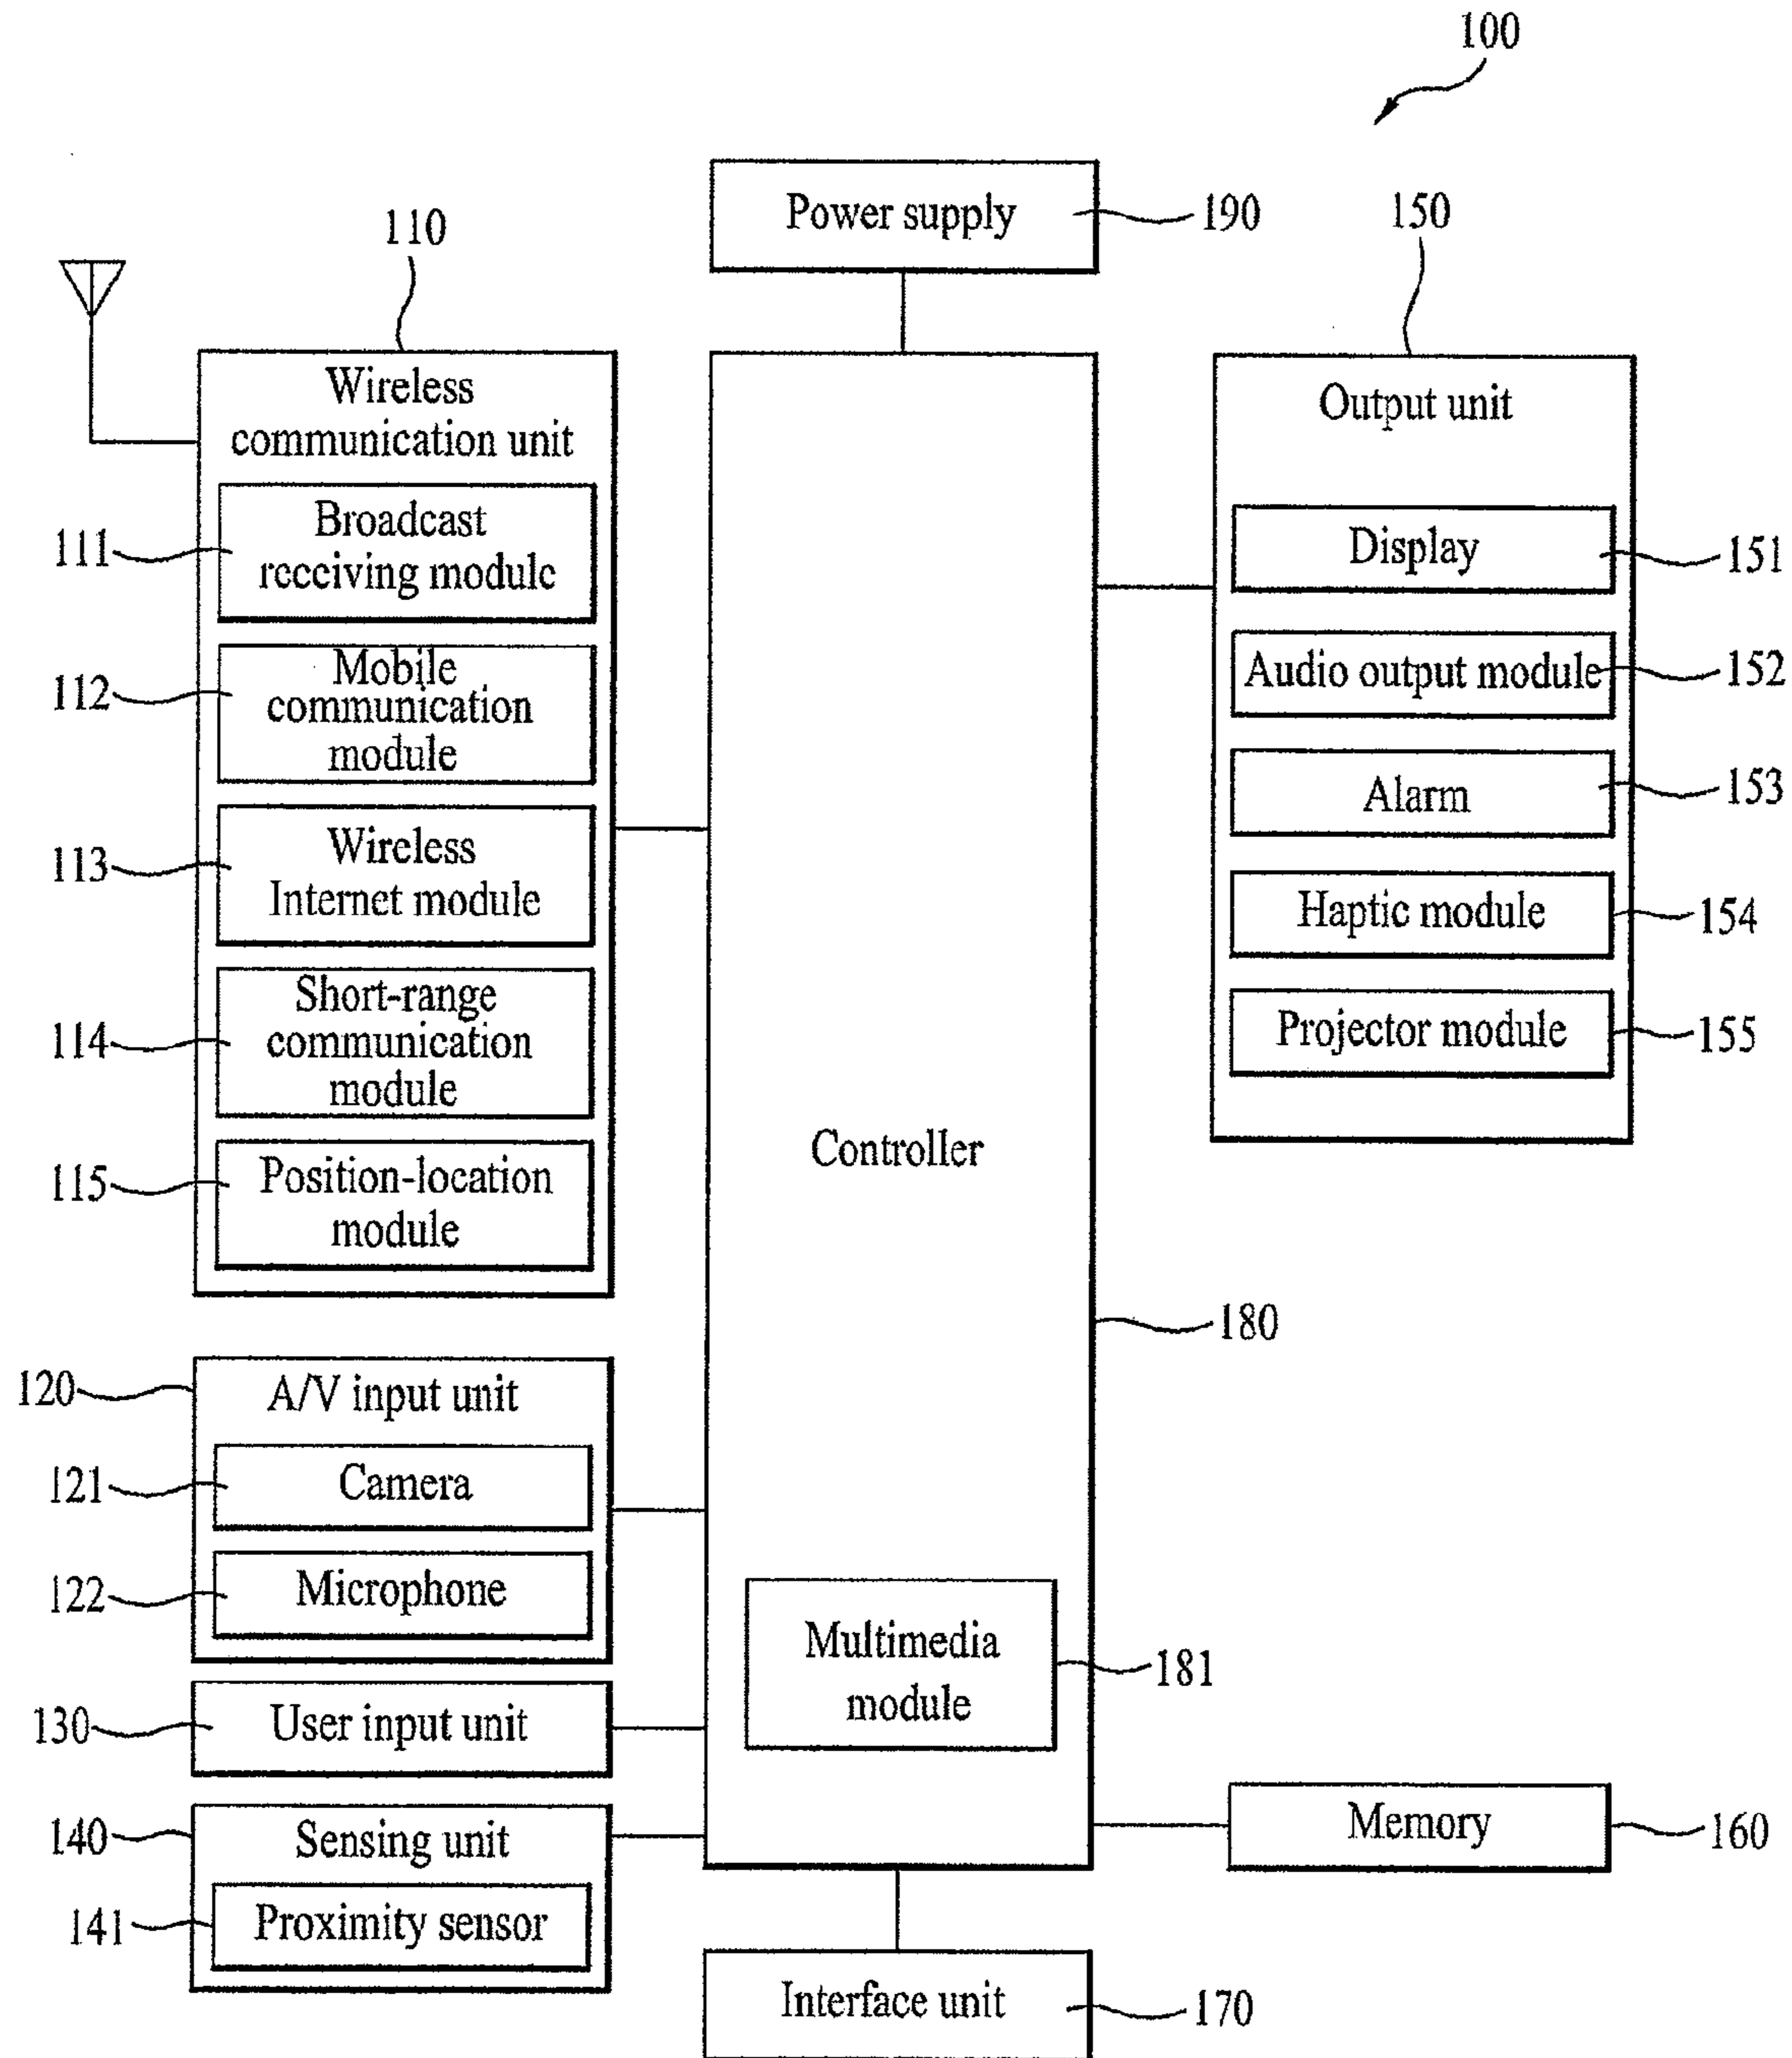 100
Power supply
190
110
150
Wireless
communication unit
Output unit
111
Broadcast
receiving module
Display
151
112
Mobile
communication
module
Audio output module
152
Alarm
153
113
Wireless
Internet module
Haptic module
154
114
Short-range
communication
module
Projector module
155
115
Position-location
module
Controller
180
120
A/V input unit
121
Camera
122
Microphone
Multimedia
module
181
130
User input unit
140
Sensing unit
Memory
160
141
Proximity sensor
Interface unit
170